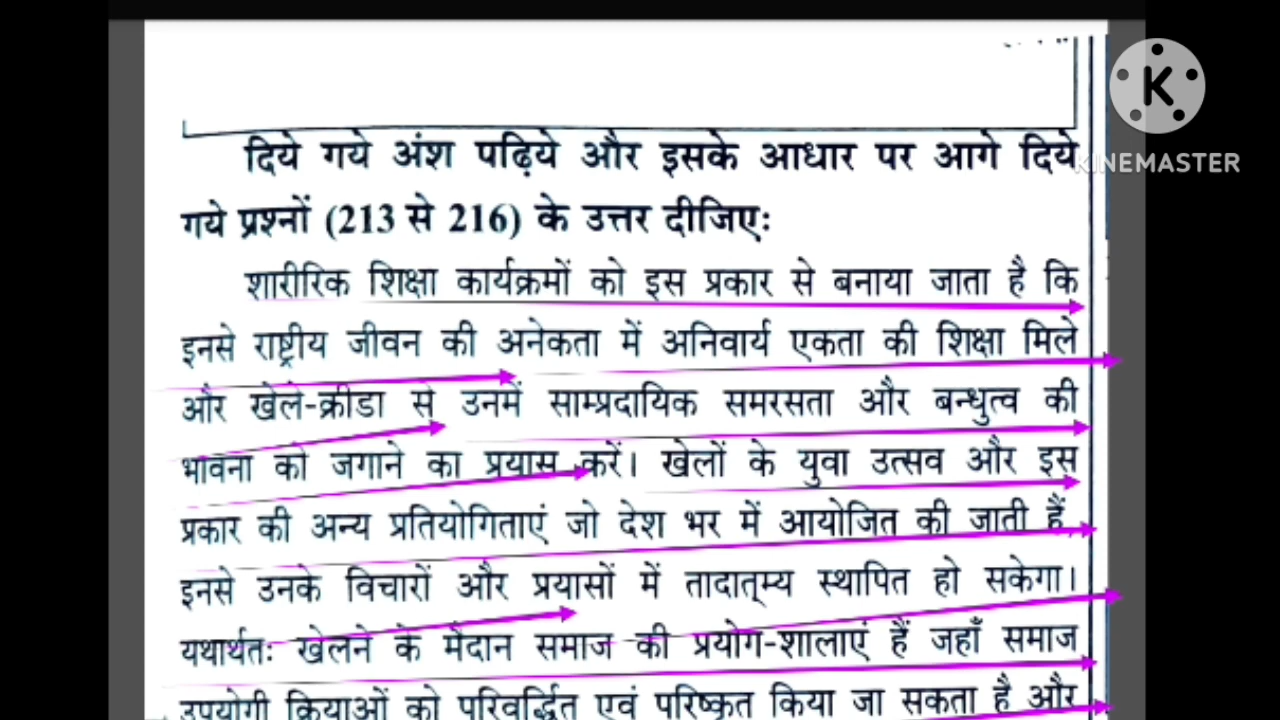 दिये गये अंश पढ़िये और इसके आधार पर आगे दिये
गये प्रश्नों (213 से 216) के उत्तर दीजिए:
शारीरिक शिक्षा कार्यक्रमों को इस प्रकार से बनाया जाता है कि
इनसे राष्ट्रीय जीवन की अनेकता में अनिवार्य एकता की शिक्षा मिले
और खेले-क्रीडा से उनमें साम्प्रदायिक समरसता और बन्धुत्व की
भावना को जगाने का प्रयास करें। खेलों के युवा उत्सव और इस
प्रकार की अन्य प्रतियोगिताएं जो देश भर में आयोजित की जाती हैं,
इनसे उनके विचारों और प्रयासों में तादात्म्य स्थापित हो सकेगा।
यथार्थतः खेलने के मैदान समाज की प्रयोग-शालाएं हैं जहाँ समाज
उपयोगी क्रियाओं को परिवर्द्धित एवं परिष्कृत किया जा सकता है और
K
KINEMASTER